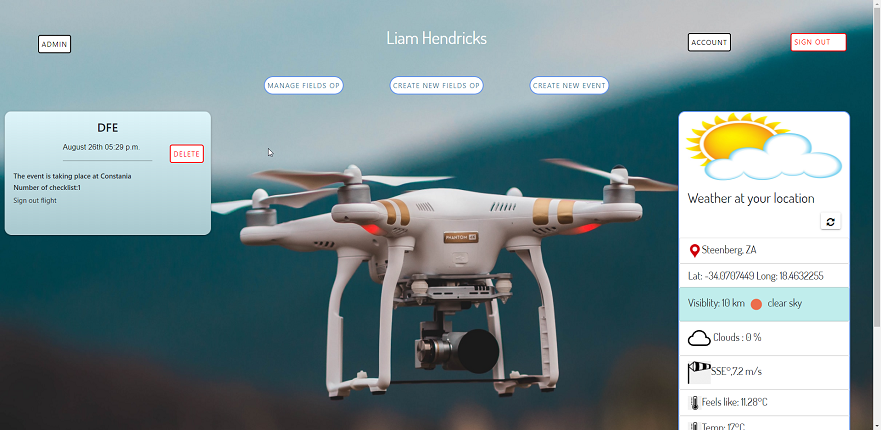 Liam Hendricks
ADMIN
ACCOUNT
SIGN OUT
MANAGE FIELDS OP
CREATE NEW FIELDS OP
CREATE NEW EVENT
DFE
August 26th 05:29 p.m.
DELETE
The event is taking place at Constania
Number of checklist:1
Sign out flight
PHANTOM
Weather at your location
Steenberg, ZA
Lat: -34.0707449 Long: 18.4632255
Visiblity: 10 km clear sky
Clouds : 0 %
SSE°,7.2 m/s
Feels like: 11.28°C
Temp: 17°C